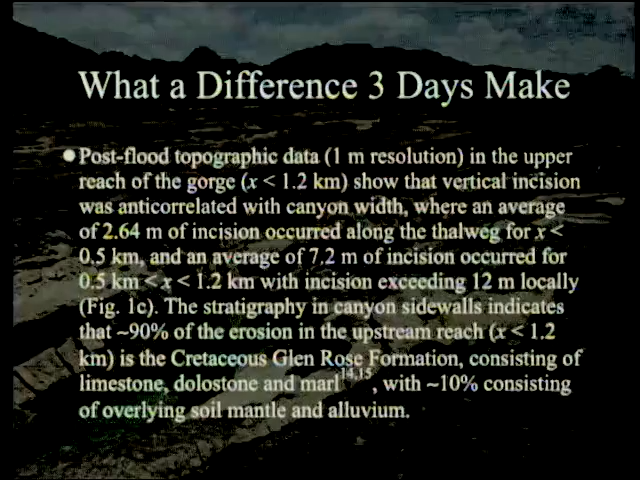 What a Difference 3 Days Make
●Post-flood topographic data (1 m resolution) in the upper
reach of the gorge (x < 1.2 km) show that vertical incision
was anticorrelated with canyon width, where an average
of 2.64 m of incision occurred along the thalweg for x <
0.5 km, and an average of 7.2 m of incision occurred for
0.5 km < x < 1.2 km with incision exceeding 12 m locally
(Fig. 1c). The stratigraphy in canyon sidewalls indicates
that ~90% of the erosion in the upstream reach (x < 1.2
km) is the Cretaceous Glen Rose Formation, consisting of
limestone, dolostone and marl14,15, with ~10% consisting
of overlying soil mantle and alluvium.